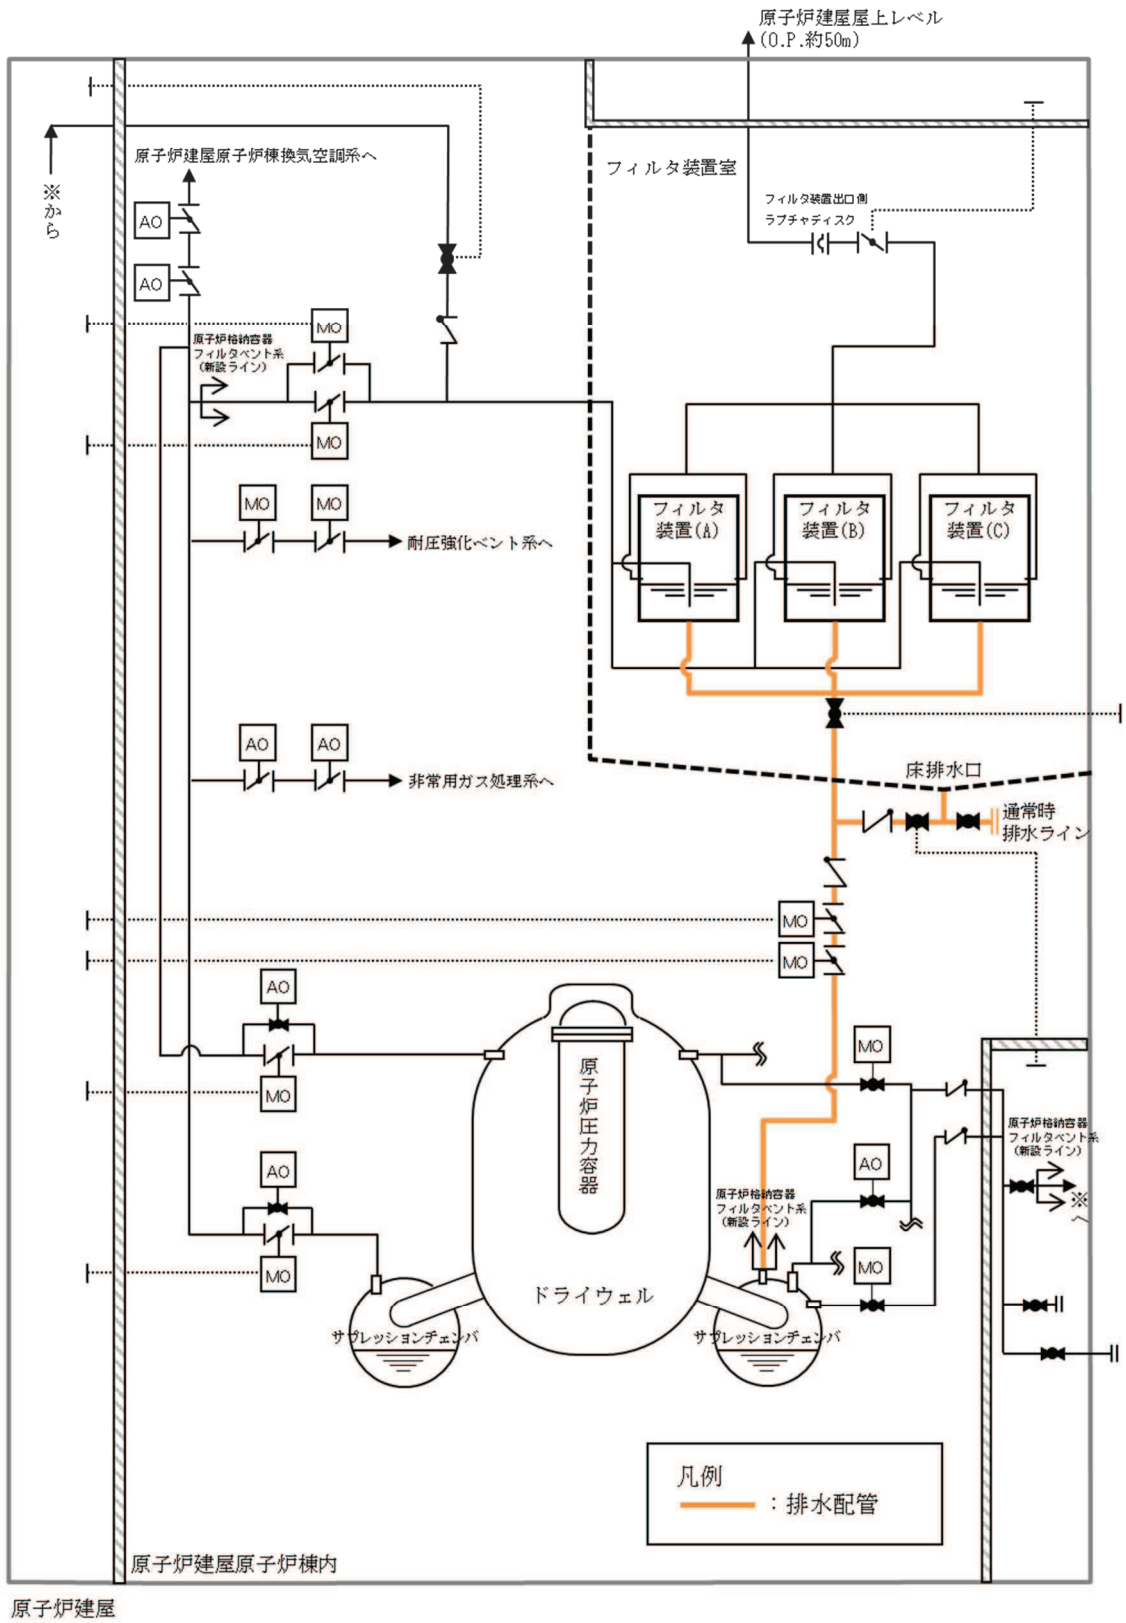 原子炉建屋屋上レベル
(O.P.約50m)
フィルタ装置室
原子炉建屋原子炉棟換気空調系へ
※から
AO
AO
フィルタ装置出口側
ラプチャディスク
MO
原子炉格納容器
フィルタベント系
(新設ライン)
MO
フィルタ
装置(A)
フィルタ
装置(B)
フィルタ
装置(C)
MO
MO
耐圧強化ベント系へ
AO
AO
非常用ガス処理系へ
床排水口
通常時
排水ライン
MO
MO
AO
MO
原子炉圧力容器
MO
原子炉格納容器
フィルタベント系
(新設ライン)
※へ
AO
AO
MO
原子炉格納容器
フィルタベント系
(新設ライン)
MO
ドライウェル
サプレッションチェンバ
サプレッションチェンバ
凡例
：排水配管
原子炉建屋原子炉棟内
原子炉建屋